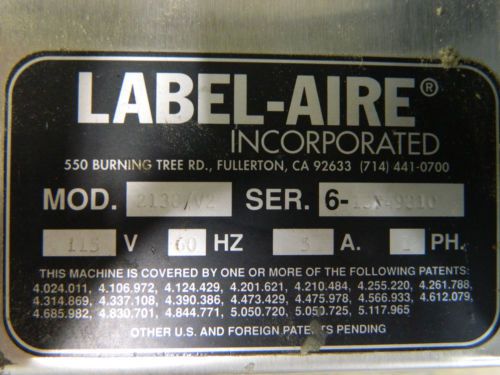 LABEL-AIRE®
INCORPORATED
550 BURNING TREE RD., FULLERTON, CA 92633 (714) 441-0700
MOD. SER. 6-
115 V 60 HZ 3 A. 1 PH.
THIS MACHINE IS COVERED BY ONE OR MORE OF THE FOLLOWING PATENTS:
4.024.011, 4.106.972, 4.124.429, 4.201.621, 4.210.484, 4.255.220, 4.261.788
4.314.869, 4.337.108, 4.390.386, 4.473.429, 4.475.978, 4.566.933, 4.612.079
4.685.982, 4.830.701, 4.844.771, 5.050.720, 5.050.725, 5.117.965
OTHER U.S. AND FOREIGN PATENTS PENDING